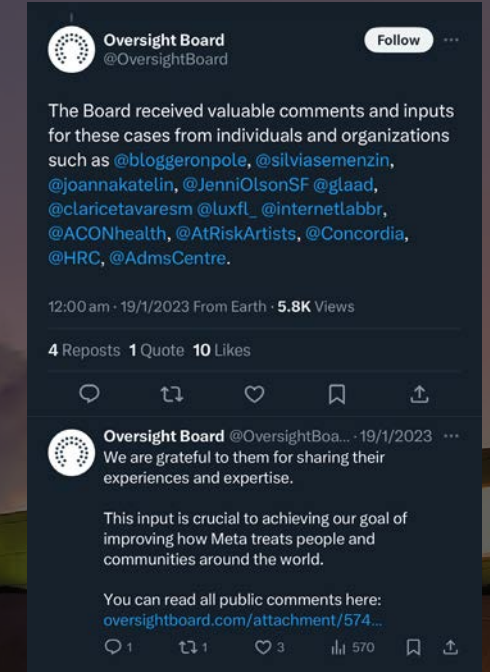 Oversight Board
Follow
@OversightBoard
The Board received valuable comments and inputs
for these cases from individuals and organizations
such as @bloggeronpole, @silviasemenzin,
@joannakatelin, @JenniOlsonSF @glaad,
@claricetavaresm @luxfl_ @internetlabbr,
@ACONhealth, @AtRiskArtists, @Concordia,
@HRC, @AdmsCentre.
12:00 am · 19/1/2023 From Earth · 5.8K Views
4 Reposts 1 Quote 10 Likes
Oversight Board @OversightBoa... · 19/1/2023
We are grateful to them for sharing their
experiences and expertise.
This input is crucial to achieving our goal of
improving how Meta treats people and
communities around the world.
You can read all public comments here:
oversightboard.com/attachment/574...
1 1 3 570